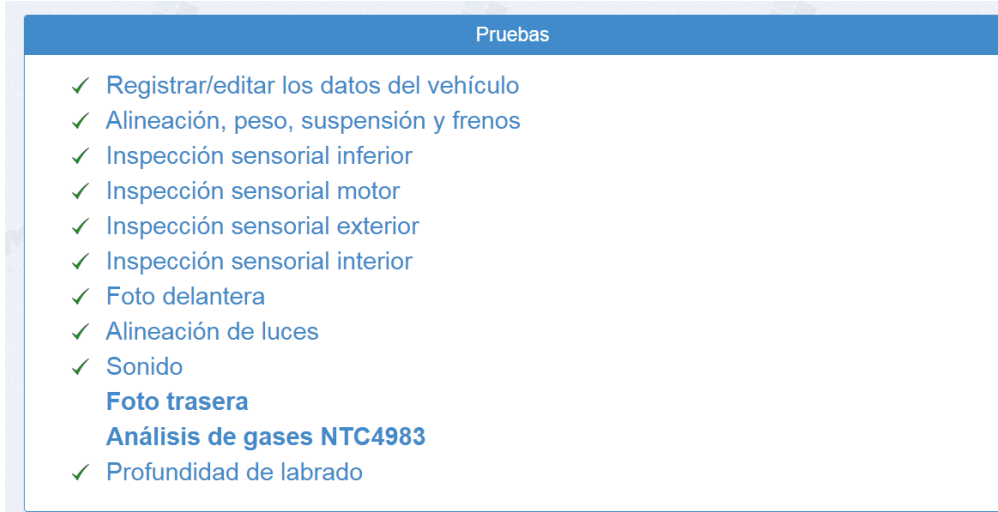 Pruebas
Registrar/editar los datos del vehículo
Alineación, peso, suspensión y frenos
Inspección sensorial inferior
Inspección sensorial motor
Inspección sensorial exterior
Inspección sensorial interior
Foto delantera
Alineación de luces
Sonido
Foto trasera
Análisis de gases NTC4983
Profundidad de labrado